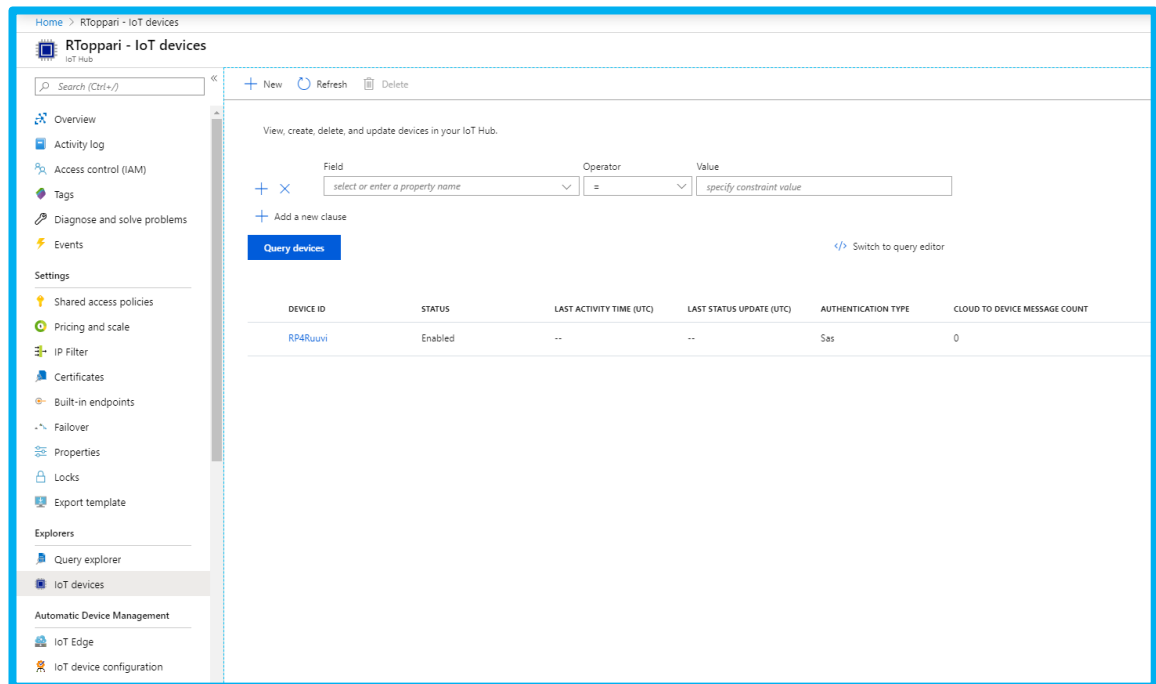 Home > RToppari - IoT devices
RToppari - IoT devices
IoT Hub
Search (Ctrl+/)
«
Overview
Activity log
Access control (IAM)
Tags
Diagnose and solve problems
Events
Settings
Shared access policies
Pricing and scale
IP Filter
Certificates
Built-in endpoints
Failover
Properties
Locks
Export template
Explorers
Query explorer
IoT devices
Automatic Device Management
IoT Edge
IoT device configuration
New Refresh Delete
View, create, delete, and update devices in your IoT Hub.
Field Operator Value
select or enter a property name = specify constraint value
Add a new clause
Query devices </> Switch to query editor
DEVICE ID STATUS LAST ACTIVITY TIME (UTC) LAST STATUS UPDATE (UTC) AUTHENTICATION TYPE CLOUD TO DEVICE MESSAGE COUNT
RP4Ruuvi Enabled -- -- Sas 0